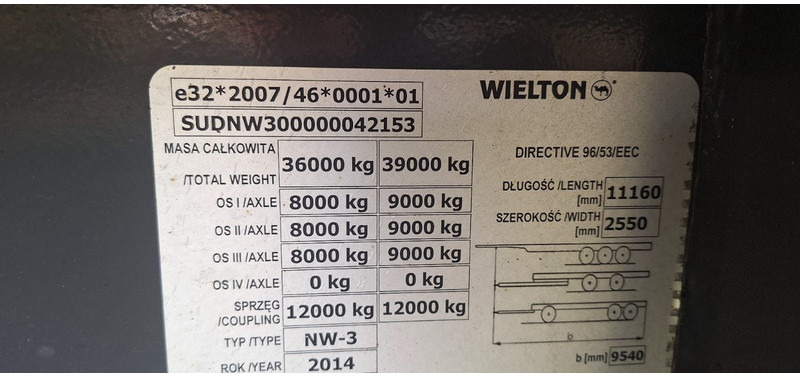 e32*2007/46*0001*01
WIELTON
SUDNW300000042153
MASA CAŁKOWITA
/TOTAL WEIGHT
36000 kg
39000 kg
DIRECTIVE 96/53/EEC
OS I /AXLE
8000 kg
9000 kg
DŁUGOŚĆ /LENGTH
[mm]
11160
OS II /AXLE
8000 kg
9000 kg
SZEROKOŚĆ /WIDTH
[mm]
2550
OS III /AXLE
8000 kg
9000 kg
OS IV /AXLE
0 kg
0 kg
SPRZĘG
/COUPLING
12000 kg
12000 kg
TYP /TYPE
NW-3
b
b [mm]
9540
ROK /YEAR
2014